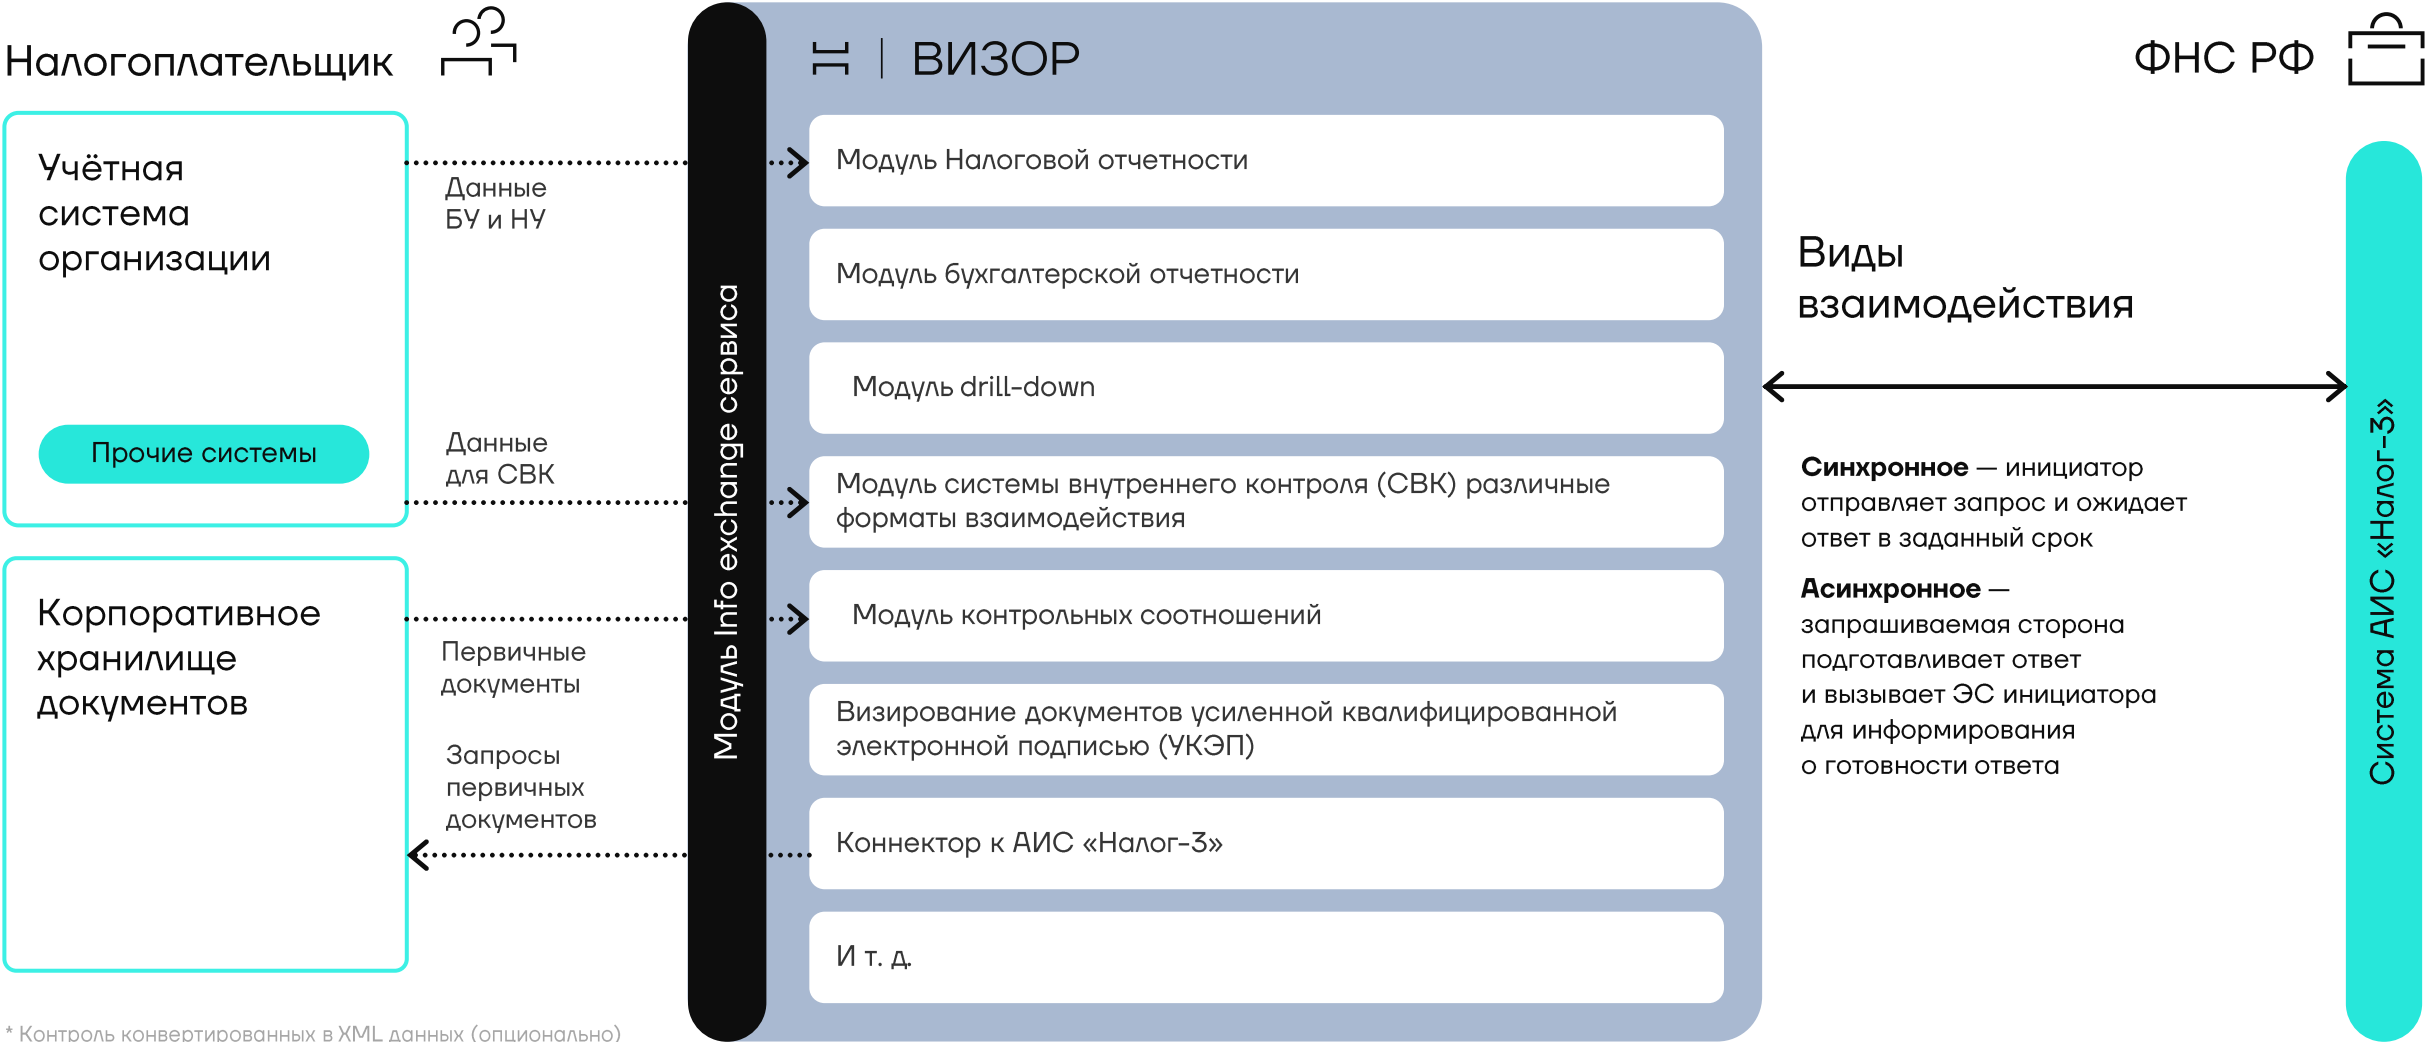 Налогоплательщик
Учётная
система
организации
Прочие системы
Корпоративное
хранилище
документов
Данные
БУ и НУ
Данные
для СВК
Первичные
документы
Запросы
первичных
документов
* Контроль конвертированных в XML данных (опционально)
Модуль Info exchange сервиса
ВИЗОР
Модуль Налоговой отчетности
Модуль бухгалтерской отчетности
Модуль drill-down
Модуль системы внутреннего контроля (СВК) различные
форматы взаимодействия
Модуль контрольных соотношений
Визирование документов усиленной квалифицированной
электронной подписью (УКЭП)
Коннектор к АИС «Налог-3»
И т. д.
Виды
взаимодействия
Синхронное — инициатор
отправляет запрос и ожидает
ответ в заданный срок
Асинхронное —
запрашиваемая сторона
подготавливает ответ
и вызывает ЭС инициатора
для информирования
о готовности ответа
ФНС РФ
Система АИС «Налог-3»